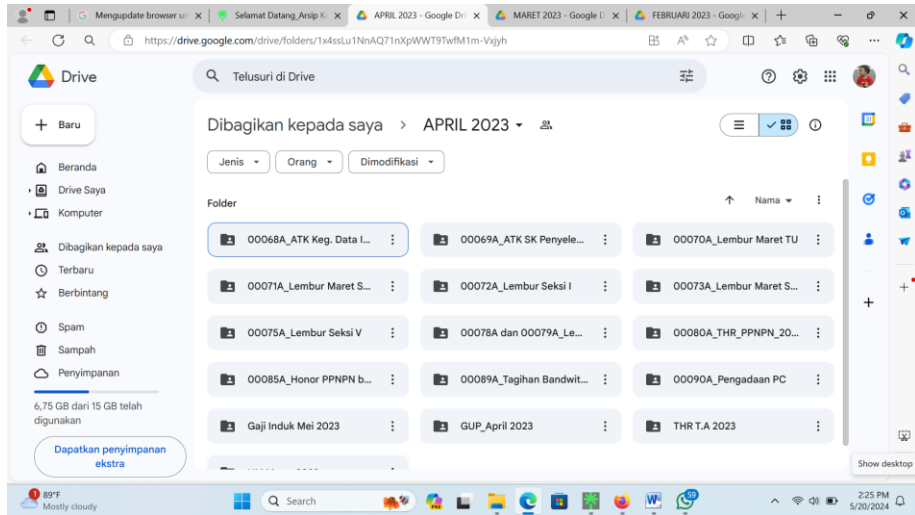 Mengupdate browser un
Selamat Datang_Arsip Ki
APRIL 2023 - Google Dri
MARET 2023 - Google D
FEBRUARI 2023 - Google
https://drive.google.com/drive/folders/1x4ssLu1NnAQ71nXpWWT9TwfM1m-Vxjyh
Drive
Telusuri di Drive
Baru
Dibagikan kepada saya > APRIL 2023
Jenis
Orang
Dimodifikasi
Beranda
Drive Saya
Komputer
Dibagikan kepada saya
Terbaru
Berbintang
Spam
Sampah
Penyimpanan
6,75 GB dari 15 GB telah
digunakan
Dapatkan penyimpanan
ekstra
Folder
Nama
00068A_ATK Keg. Data I...
00069A_ATK SK Penyele...
00070A_Lembur Maret TU
00071A_Lembur Maret S...
00072A_Lembur Seksi I
00073A_Lembur Maret S...
00075A_Lembur Seksi V
00078A dan 00079A_Le...
00080A_THR_PPNPN_20...
00085A_Honor PPNPN b...
00089A_Tagihan Bandwit...
00090A_Pengadaan PC
Gaji Induk Mei 2023
GUP_April 2023
THR T.A 2023
Show desktop
1
89°F
Mostly cloudy
Search
59
2:25 PM
5/20/2024